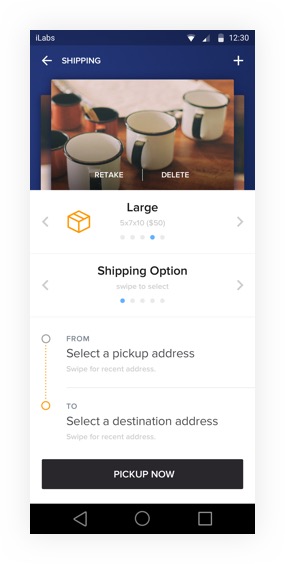 iLabs
12:30
SHIPPING
RETAKE
DELETE
Large
5x7x10 ($50)
Shipping Option
swipe to select
FROM
Select a pickup address
Swipe for recent address.
TO
Select a destination address
Swipe for recent address.
PICKUP NOW